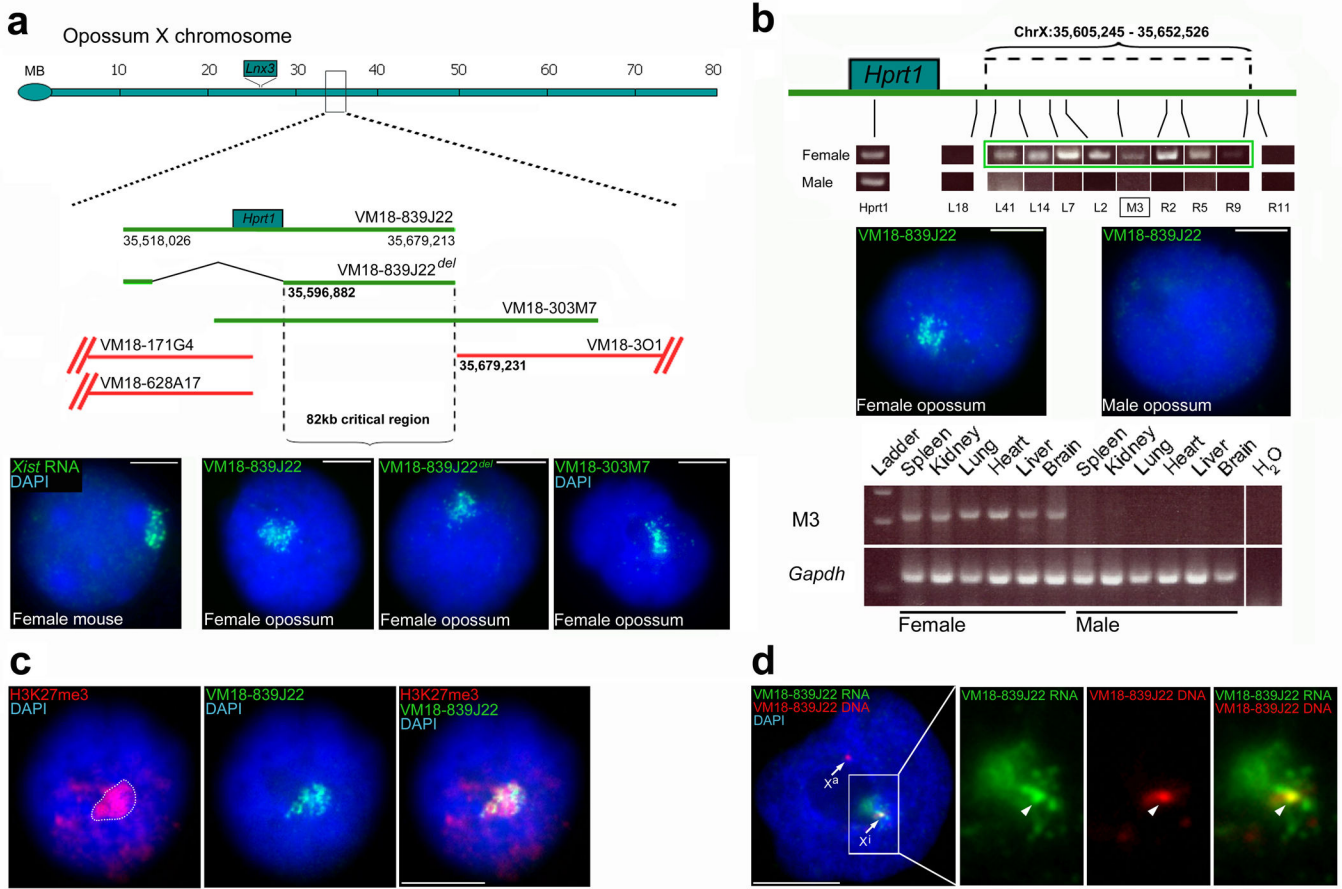 a
Opossum X chromosome
MB
10
20
Lnx3
30
40
50
60
70
80
Hprt1
VM18-839J22
35,518,026
35,679,213
VM18-839J22del
35,596,882
VM18-303M7
VM18-171G4
VM18-3O1
35,679,231
VM18-628A17
82kb critical region
Xist RNA
DAPI
Female mouse
VM18-839J22
Female opossum
VM18-839J22del
Female opossum
VM18-303M7
Female opossum
b
ChrX:35,605,245 - 35,652,526
Hprt1
Female
Male
Hprt1 L18 L41 L14 L7 L2 M3 R2 R5 R9 R11
VM18-839J22
Female opossum
VM18-839J22
Male opossum
Ladder Spleen Kidney Lung Heart Liver Brain Spleen Kidney Lung Heart Liver Brain H2O
M3
Gapdh
Female Male
c
H3K27me3
DAPI
VM18-839J22
DAPI
H3K27me3
VM18-839J22
DAPI
d
VM18-839J22 RNA
VM18-839J22 DNA
DAPI
Xa
Xi
VM18-839J22 RNA
VM18-839J22 DNA
VM18-839J22 RNA
VM18-839J22 DNA